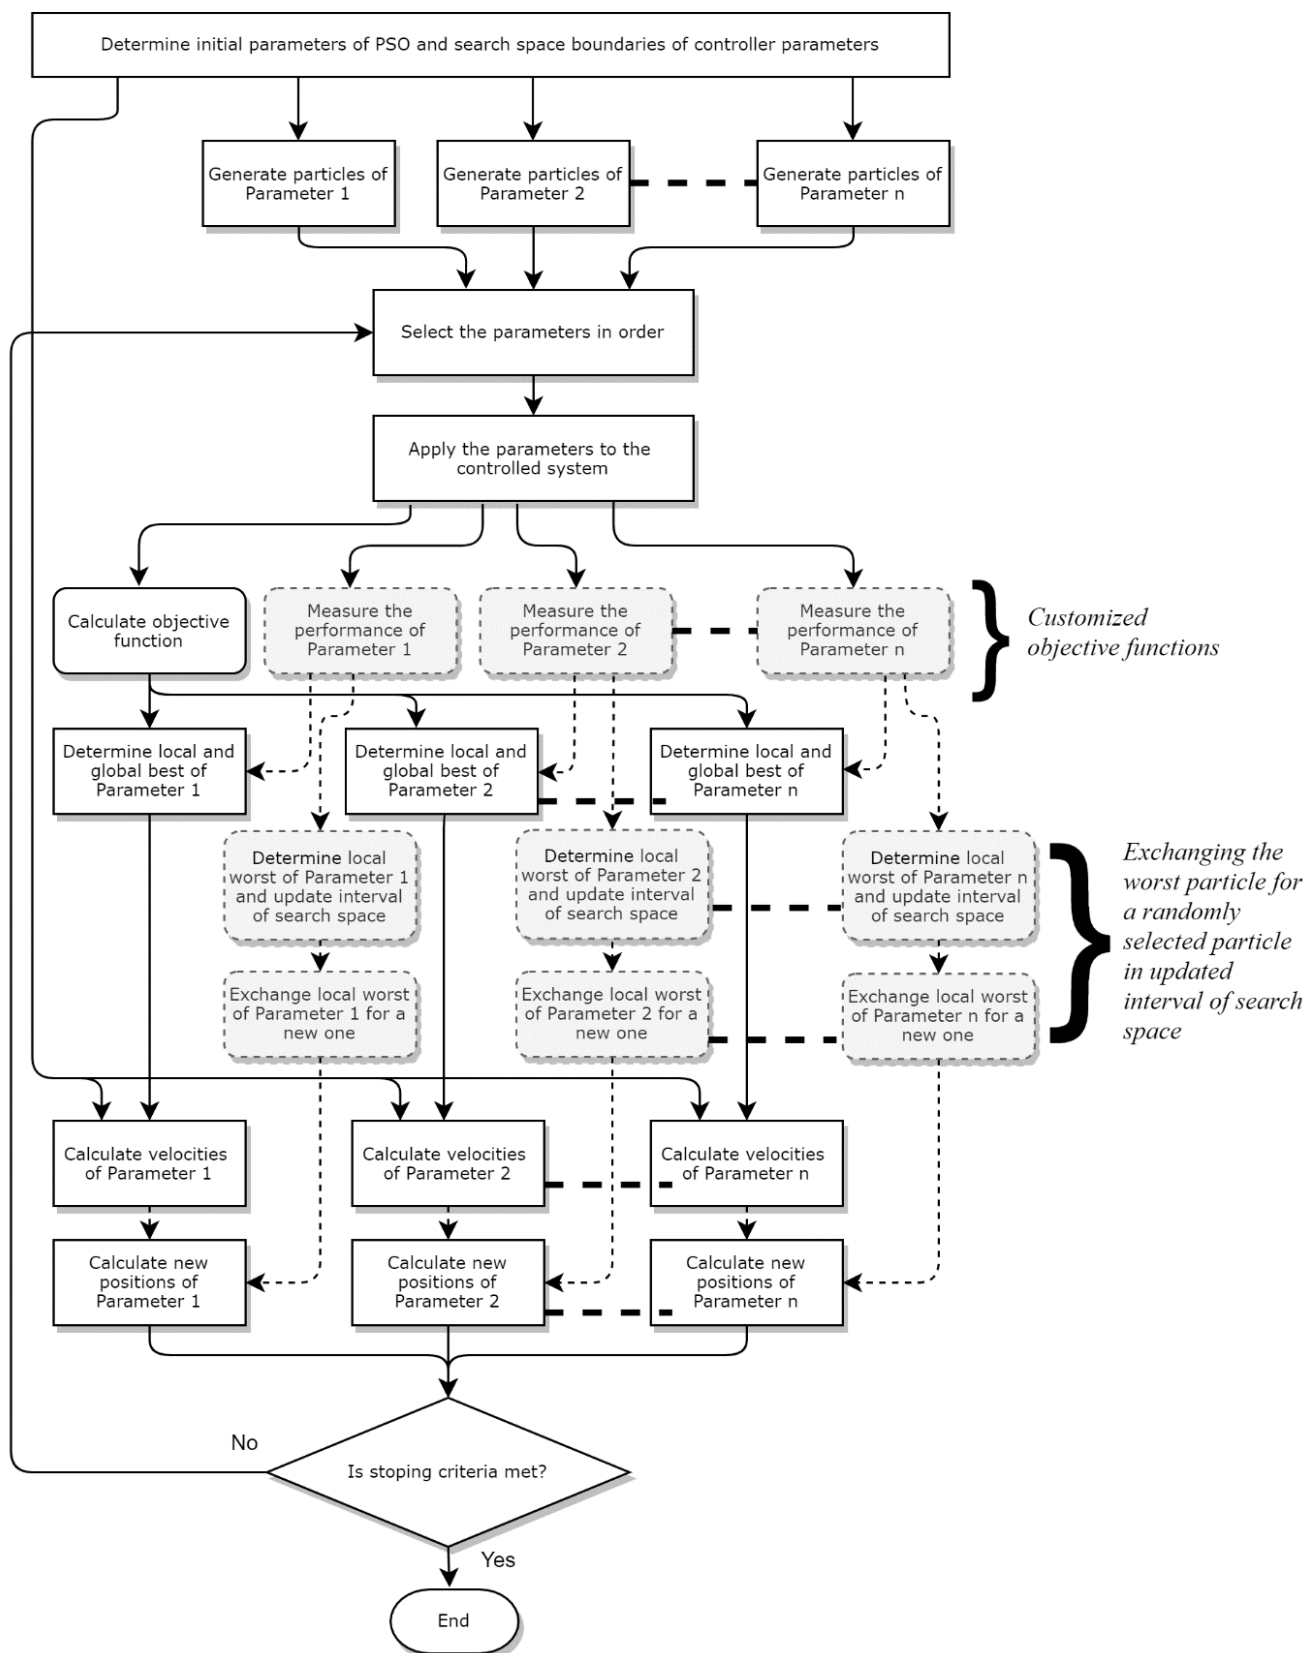 Determine initial parameters of PSO and search space boundaries of controller parameters
Generate particles of
Parameter 1
Generate particles of
Parameter 2
Generate particles of
Parameter n
Select the parameters in order
Apply the parameters to the
controlled system
Calculate objective
function
Measure the
performance of
Parameter 1
Measure the
performance of
Parameter 2
Measure the
performance of
Parameter n
Customized
objective functions
Determine local and
global best of
Parameter 1
Determine local and
global best of
Parameter 2
Determine local and
global best of
Parameter n
Determine local
worst of Parameter 1
and update interval
of search space
Determine local
worst of Parameter 2
and update interval
of search space
Determine local
worst of Parameter n
and update interval
of search space
Exchanging the
worst particle for
a randomly
selected particle
in updated
interval of search
space
Exchange local worst
of Parameter 1 for a
new one
Exchange local worst
of Parameter 2 for a
new one
Exchange local worst
of Parameter n for a
new one
Calculate velocities
of Parameter 1
Calculate velocities
of Parameter 2
Calculate velocities
of Parameter n
Calculate new
positions of
Parameter 1
Calculate new
positions of
Parameter 2
Calculate new
positions of
Parameter n
No
Is stoping criteria met?
Yes
End